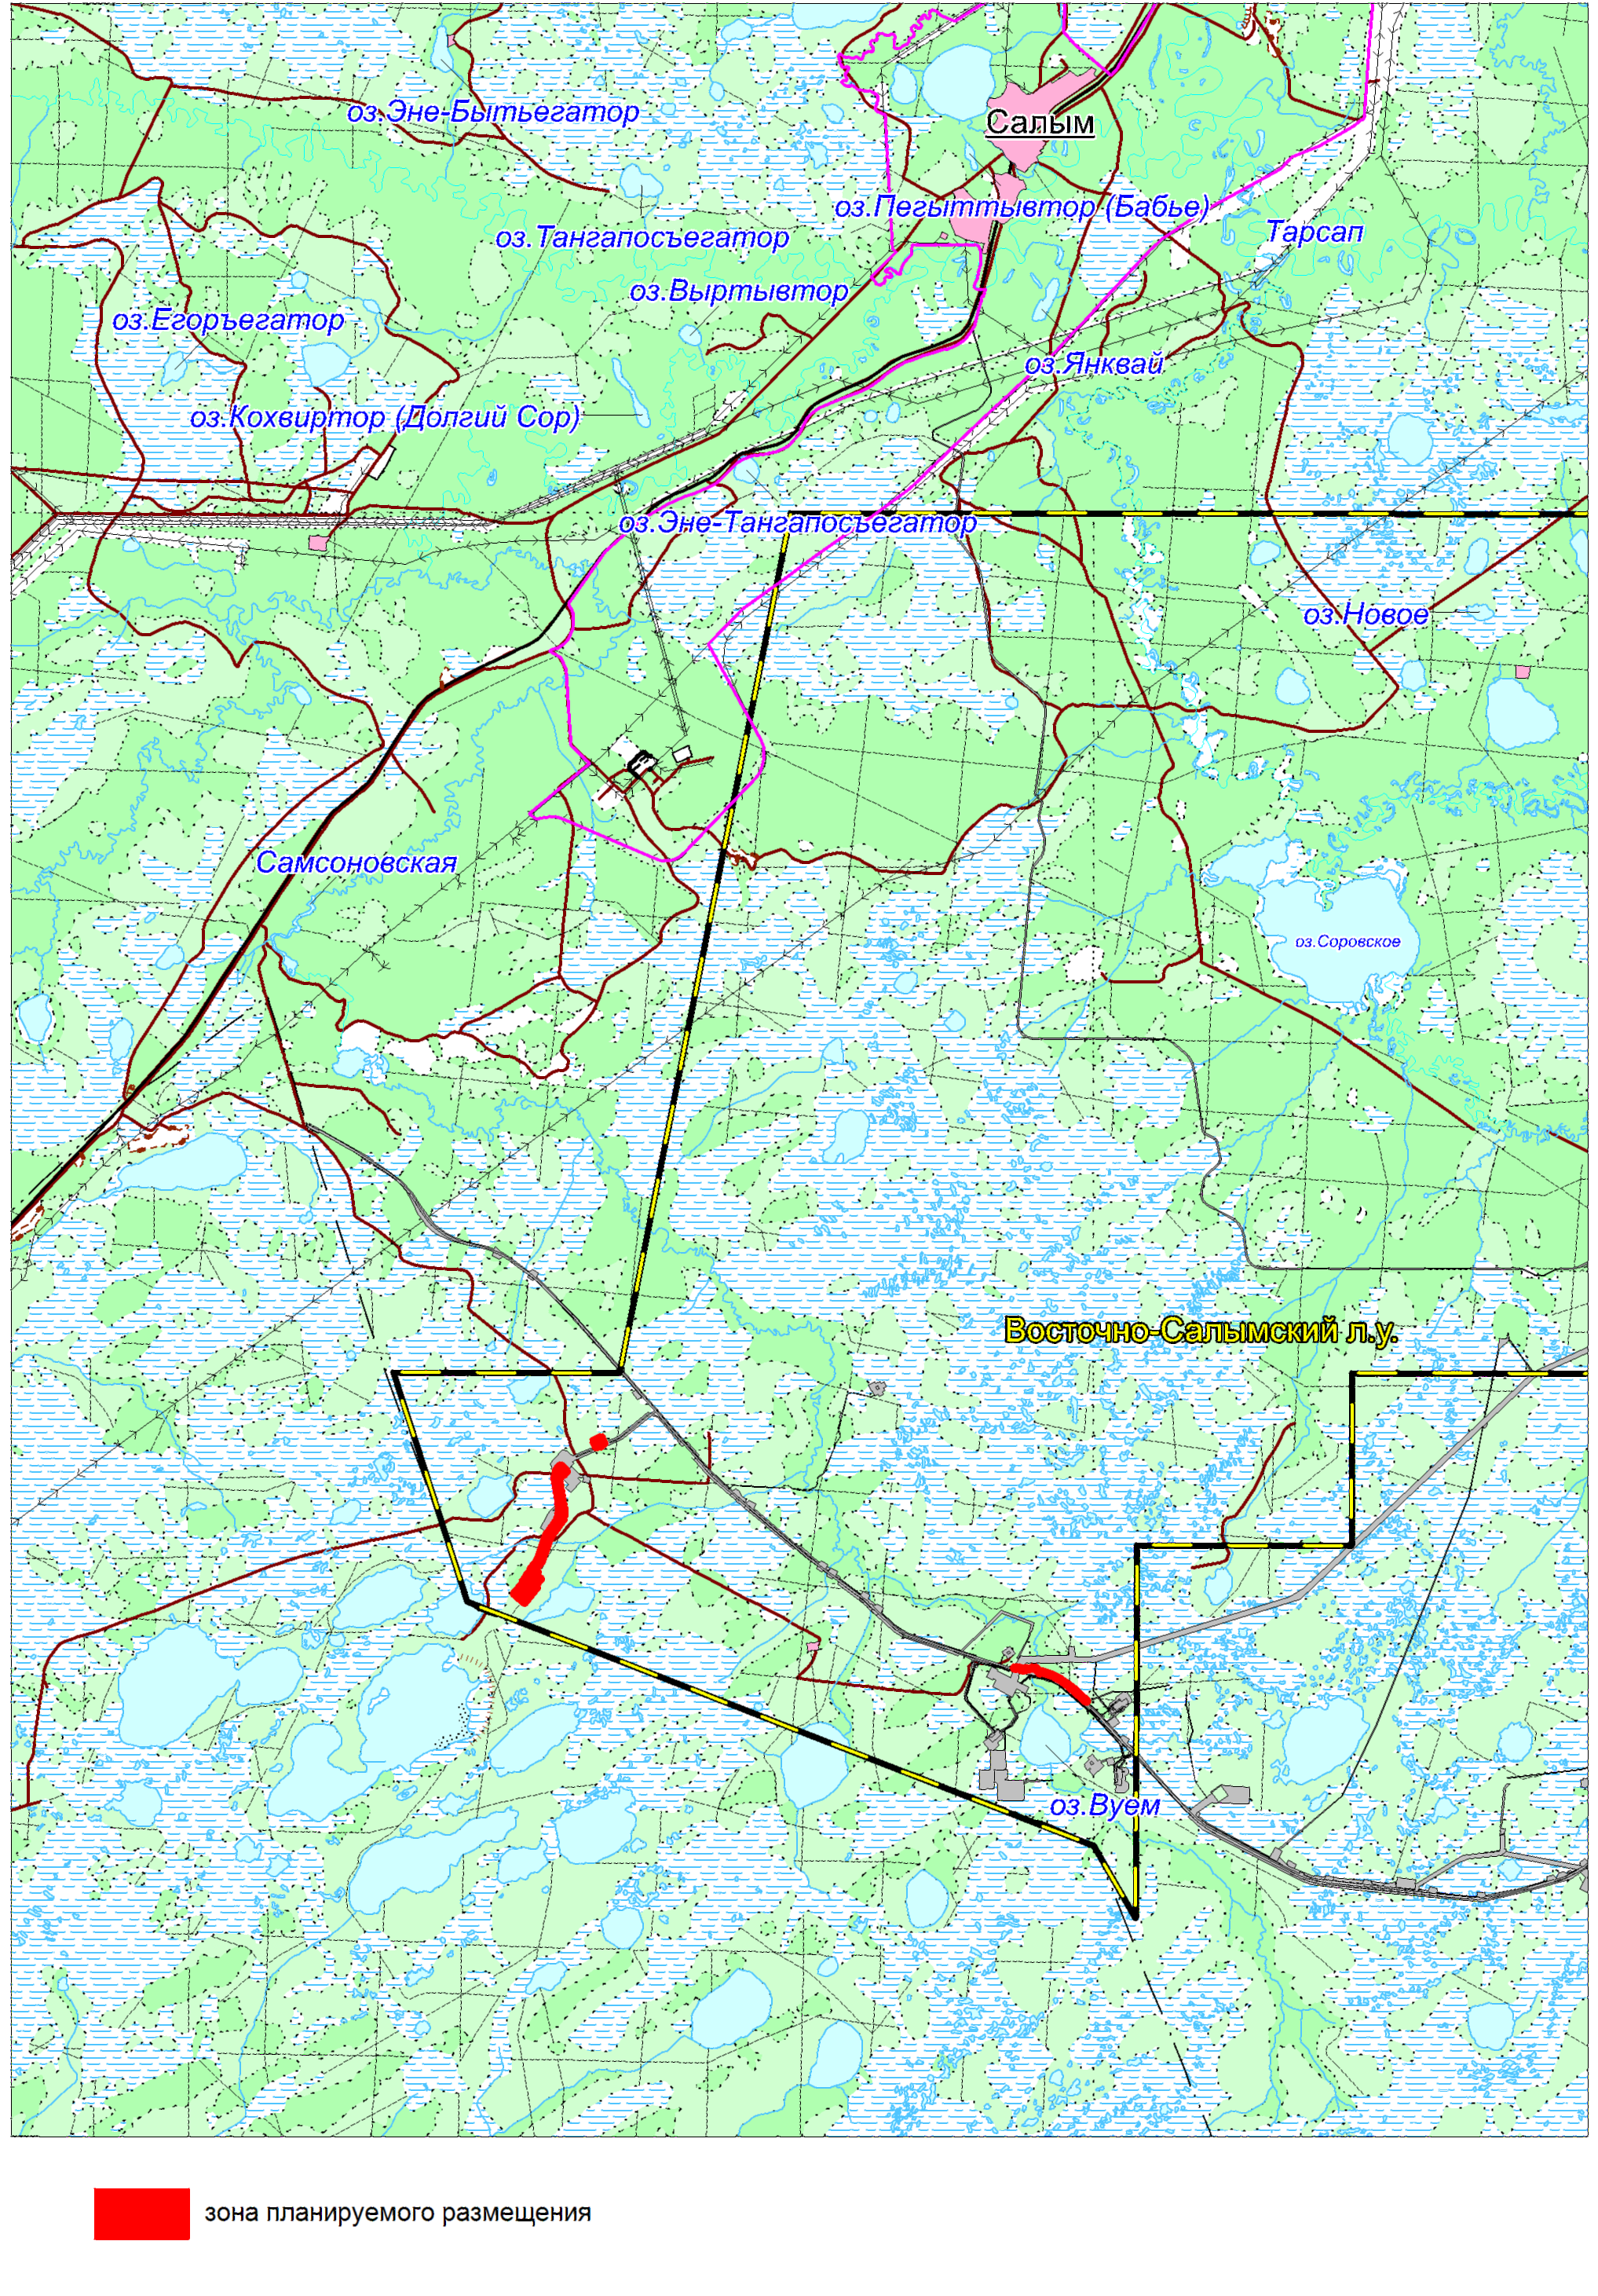 оз.Эне-Бытьегатор
Салым
оз.Пегыттывтор (Бабье)
Тарсап
оз.Тангапосъегатор
оз.Выртывтор
оз.Егоръегатор
оз.Янквай
оз.Кохвиртор (Долгий Сор)
оз.Эне-Тангапосъегатор
оз.Новое
Самсоновская
оз.Соровское
Восточно-Салымский л.у.
оз.Вуем
зона планируемого размещения